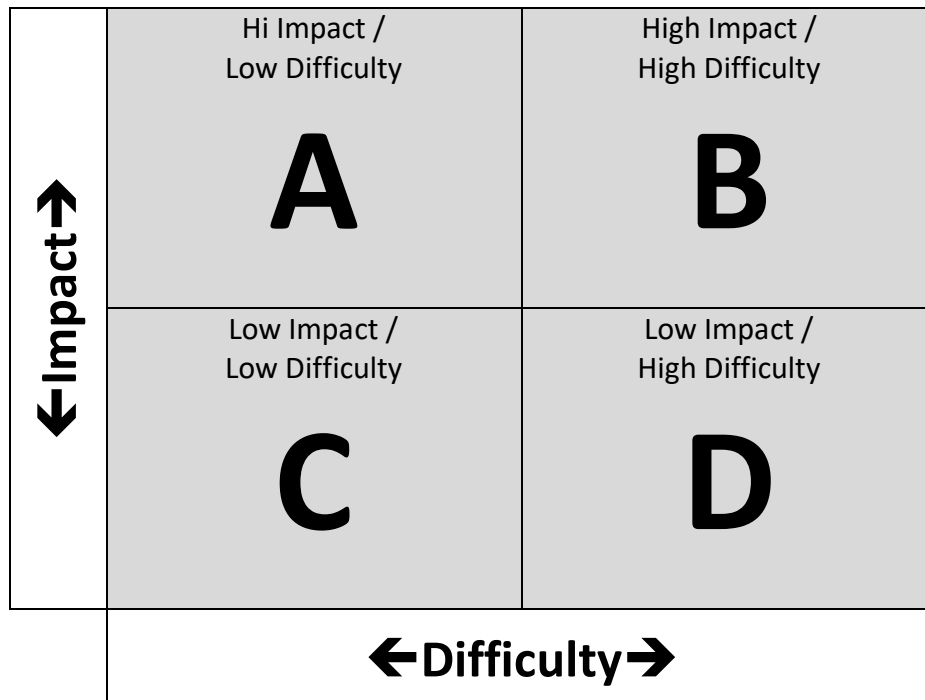 Hi Impact /
Low Difficulty
A
High Impact /
High Difficulty
B
←Impact→
Low Impact /
Low Difficulty
C
Low Impact /
High Difficulty
D
←Difficulty→